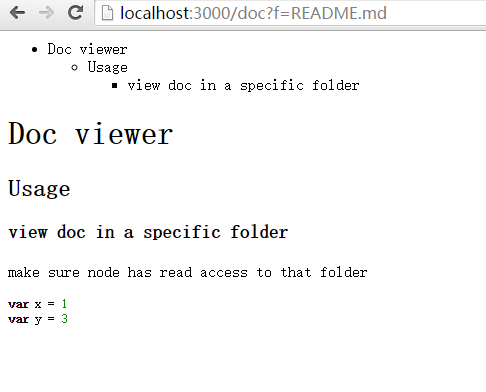 localhost:3000/doc?f=README.md
Doc viewer
Usage
view doc in a specific folder
Doc viewer
Usage
view doc in a specific folder
make sure node has read access to that folder
var x = 1
var y = 3